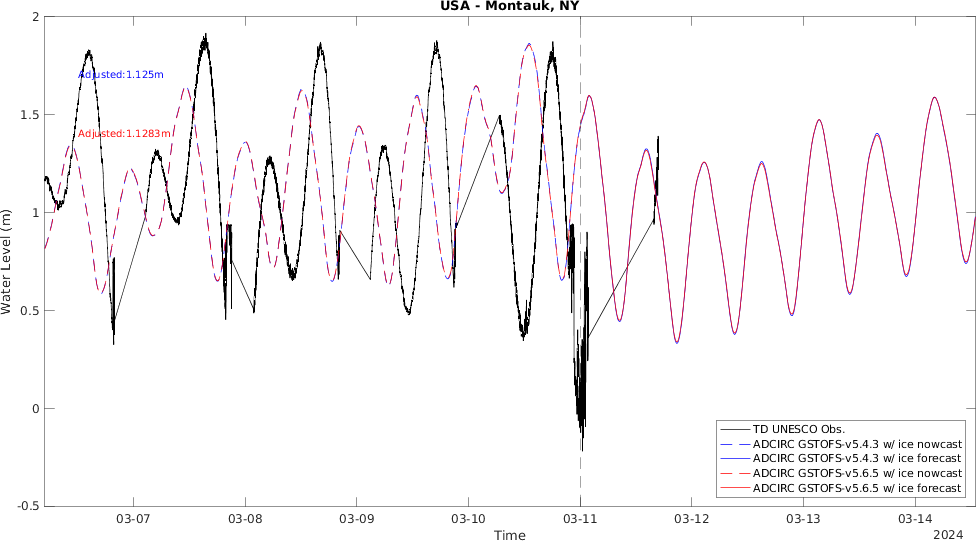 USA - Montauk, NY
2
1.5
1
0.5
0
-0.5
Water Level (m)
Adjusted:1.125m
Adjusted:1.1283m
TD UNESCO Obs.
ADCIRC GSTOFS-v5.4.3 w/ ice nowcast
ADCIRC GSTOFS-v5.4.3 w/ ice forecast
ADCIRC GSTOFS-v5.6.5 w/ ice nowcast
ADCIRC GSTOFS-v5.6.5 w/ ice forecast
03-07 03-08 03-09 03-10 03-11 03-12 03-13 03-14
Time
2024